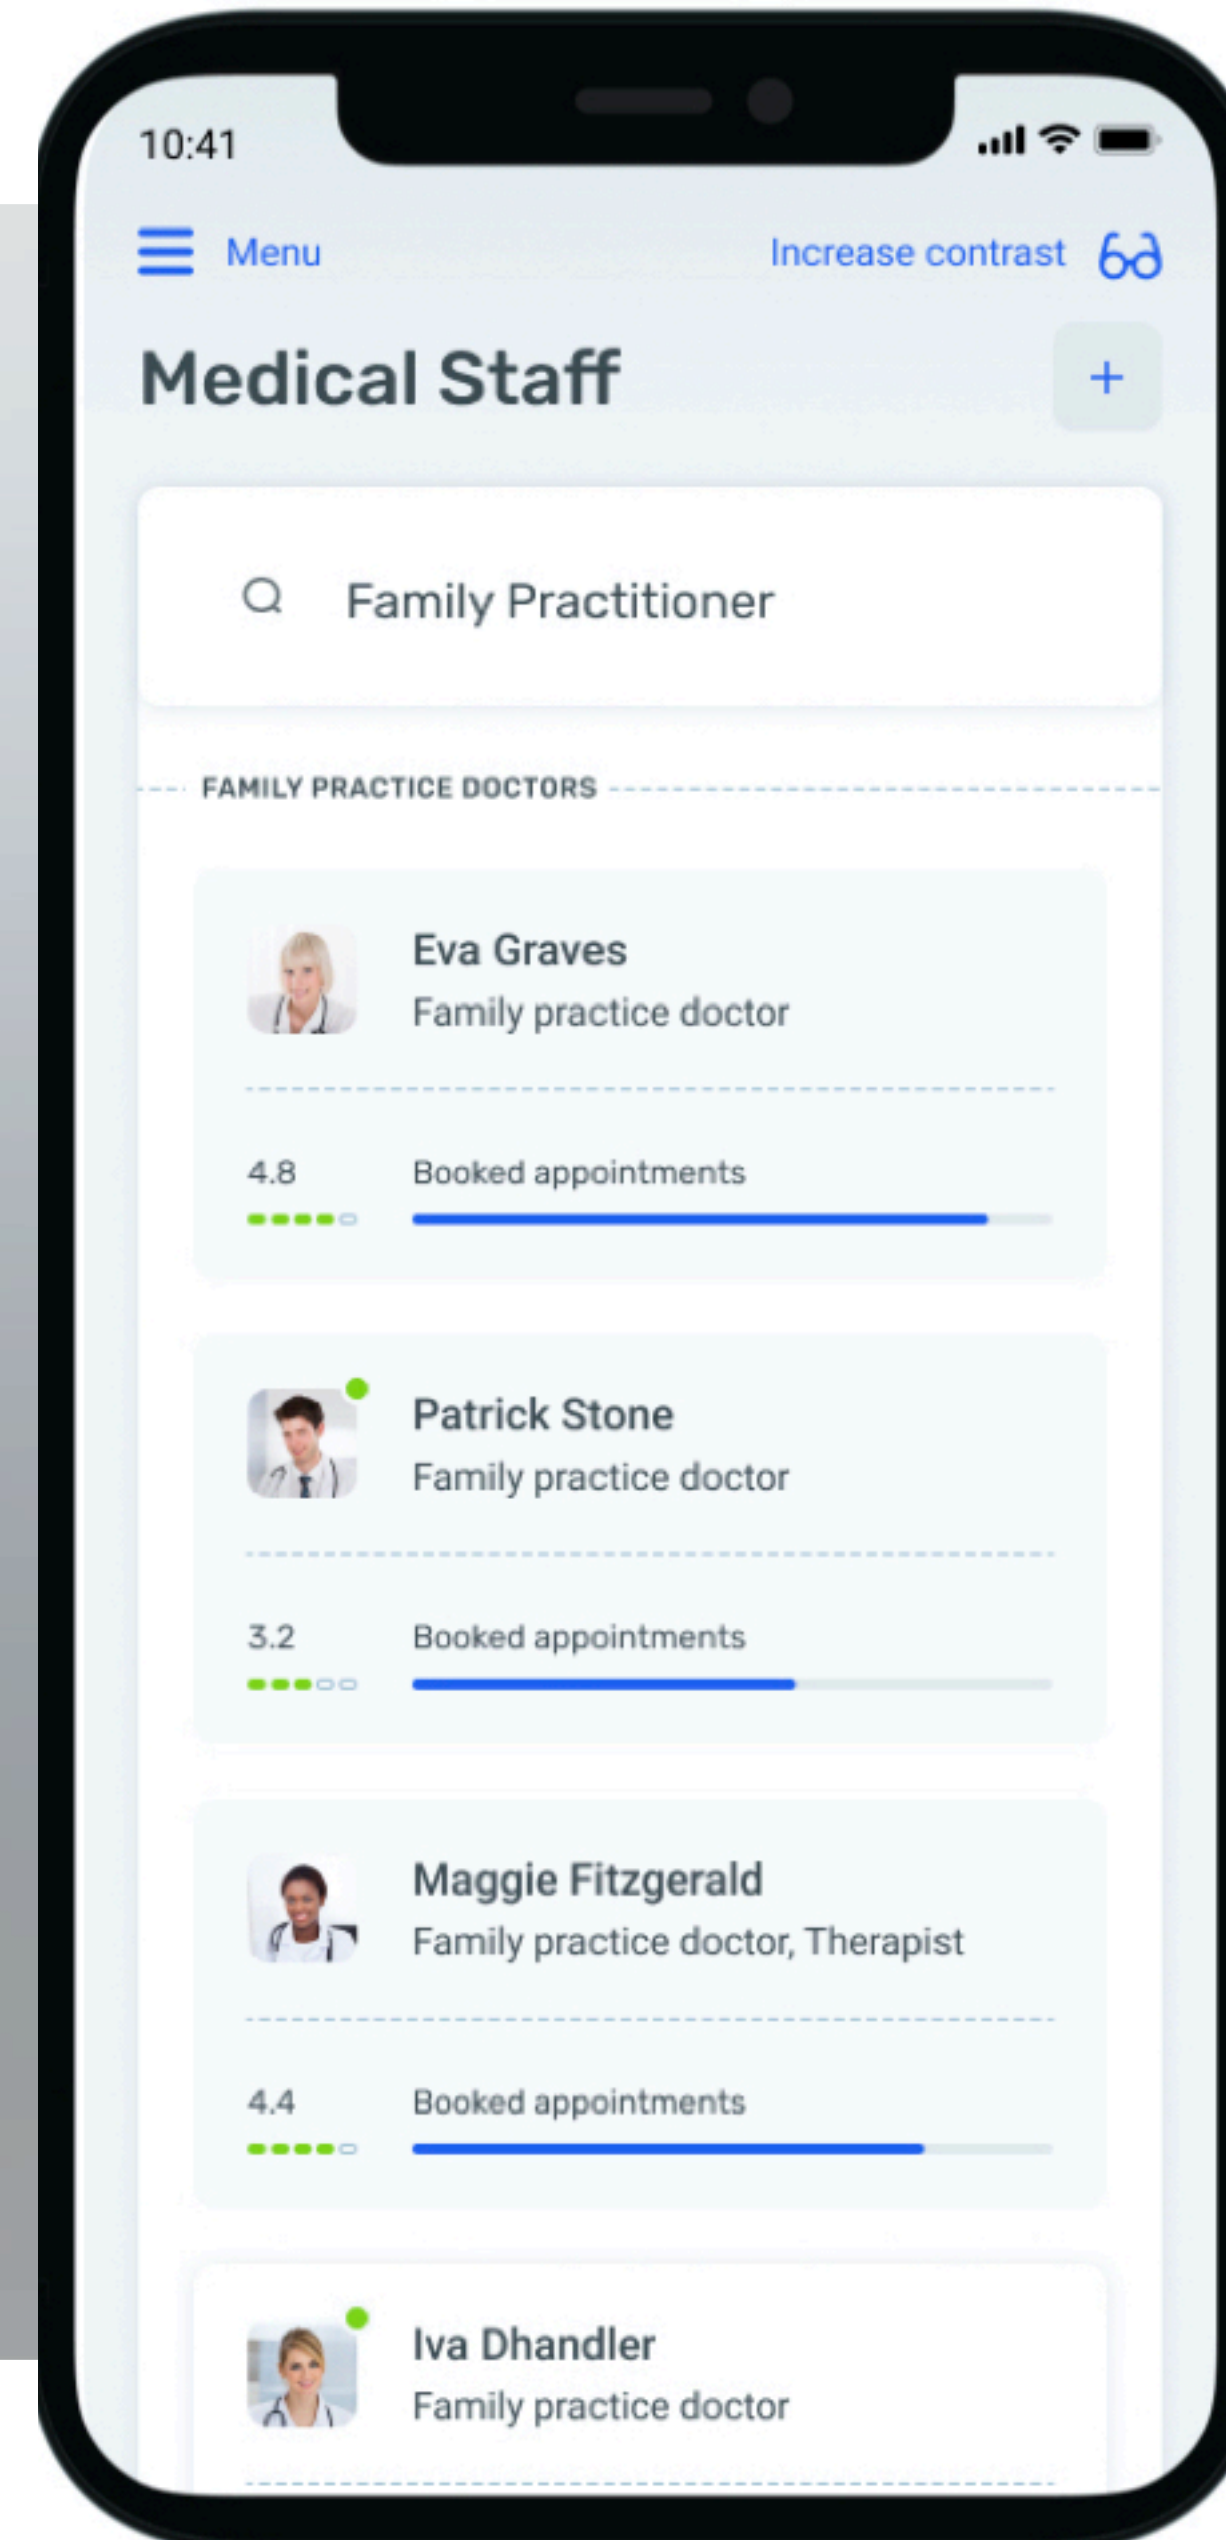 10:41
Menu
Increase contrast
Medical Staff
+
Family Practitioner
FAMILY PRACTICE DOCTORS
Eva Graves
Family practice doctor
4.8
Booked appointments
Patrick Stone
Family practice doctor
3.2
Booked appointments
Maggie Fitzgerald
Family practice doctor, Therapist
4.4
Booked appointments
Iva Dhandler
Family practice doctor